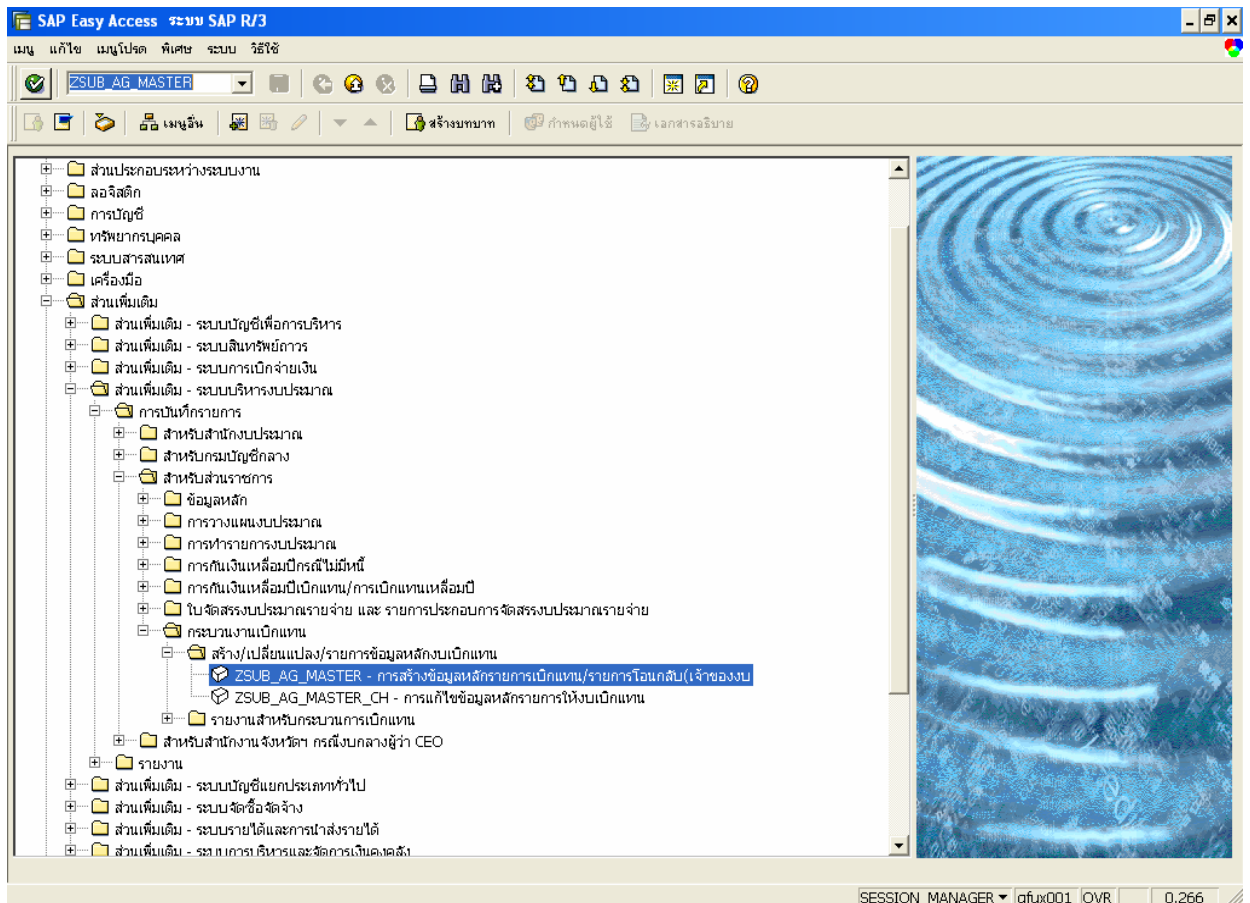 SAP Easy Access ระบบ SAP R/3
เมนู แก้ไข เมนูโปรด พิเศษ ระบบ วิธีใช้
ZSUB_AG_MASTER
เมนูอื่น สร้างบทบาท กำหนดผู้ใช้ เอกสารอธิบาย
ส่วนประกอบระหว่างระบบงาน
ลอจิสติก
การบัญชี
ทรัพยากรบุคคล
ระบบสารสนเทศ
เครื่องมือ
ส่วนเพิ่มเติม
ส่วนเพิ่มเติม - ระบบบัญชีเพื่อการบริหาร
ส่วนเพิ่มเติม - ระบบสินทรัพย์ถาวร
ส่วนเพิ่มเติม - ระบบการเบิกจ่ายเงิน
ส่วนเพิ่มเติม - ระบบบริหารงบประมาณ
การบันทึกรายการ
สำหรับสำนักงบประมาณ
สำหรับกรมบัญชีกลาง
สำหรับส่วนราชการ
ข้อมูลหลัก
การวางแผนงบประมาณ
การทำรายการงบประมาณ
การกันเงินเหลื่อมปีกรณีไม่มีหนี้
การกันเงินเหลื่อมปีเบิกแทน/การเบิกแทนเหลื่อมปี
ใบจัดสรรงบประมาณรายจ่าย และ รายการประกอบการจัดสรรงบประมาณรายจ่าย
กระบวนงานเบิกแทน
สร้าง/เปลี่ยนแปลง/รายการข้อมูลหลักงบเบิกแทน
ZSUB_AG_MASTER - การสร้างข้อมูลหลักรายการเบิกแทน/รายการโอนกลับ(เจ้าของงบ
ZSUB_AG_MASTER_CH - การแก้ไขข้อมูลหลักรายการให้งบเบิกแทน
รายงานสำหรับกระบวนการเบิกแทน
สำหรับสำนักงานจังหวัดฯ กรณีงบกลางผู้ว่า CEO
รายงาน
ส่วนเพิ่มเติม - ระบบบัญชีแยกประเภททั่วไป
ส่วนเพิ่มเติม - ระบบจัดซื้อจัดจ้าง
ส่วนเพิ่มเติม - ระบบรายได้และการนำส่งรายได้
ส่วนเพิ่มเติม - ระบบการบริหารและจัดการเงินคงคลัง
SESSION_MANAGER qfux001 OVR 0.266